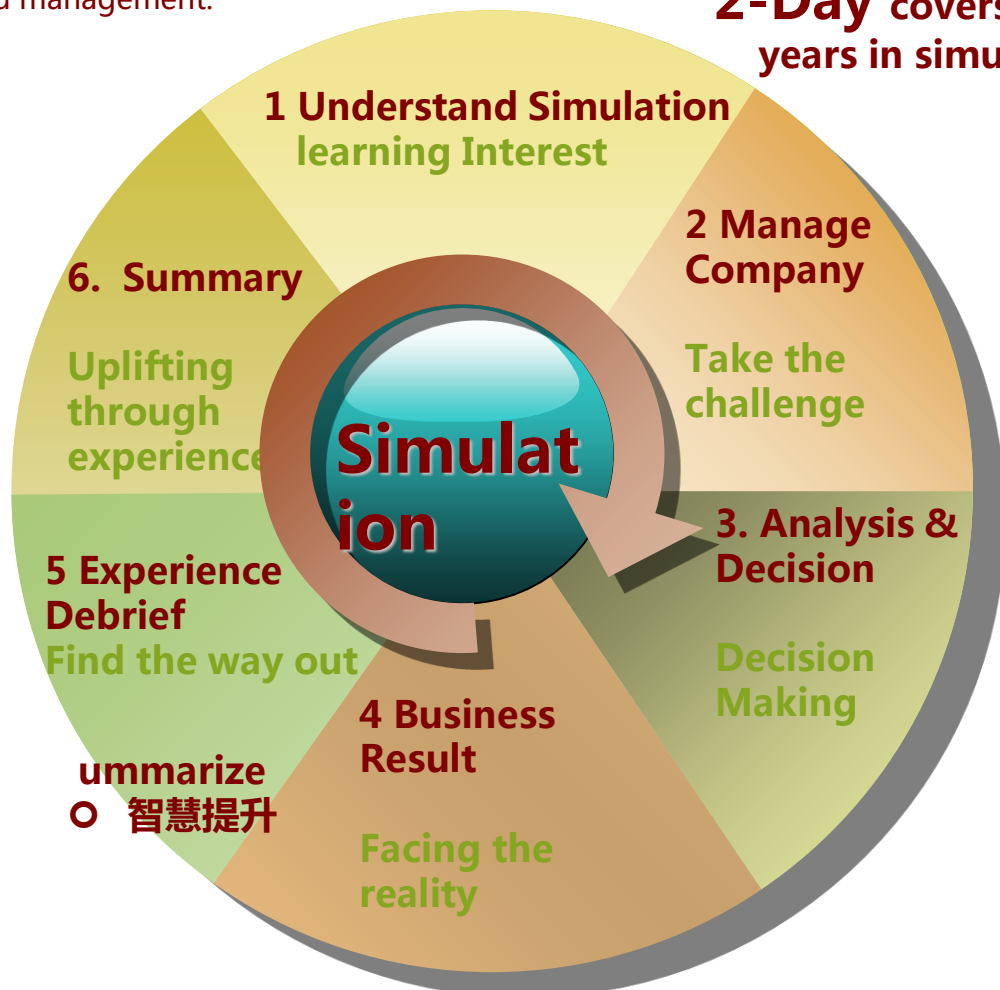 d management.
2-Day covers
years in simu
1 Understand Simulation
learning Interest
2 Manage
Company
Take the
challenge
3. Analysis &
Decision
Decision
Making
4 Business
Result
Facing the
reality
5 Experience
Debrief
Find the way out
ummarize
智慧提升
6. Summary
Uplifting
through
experience
Simulat
ion